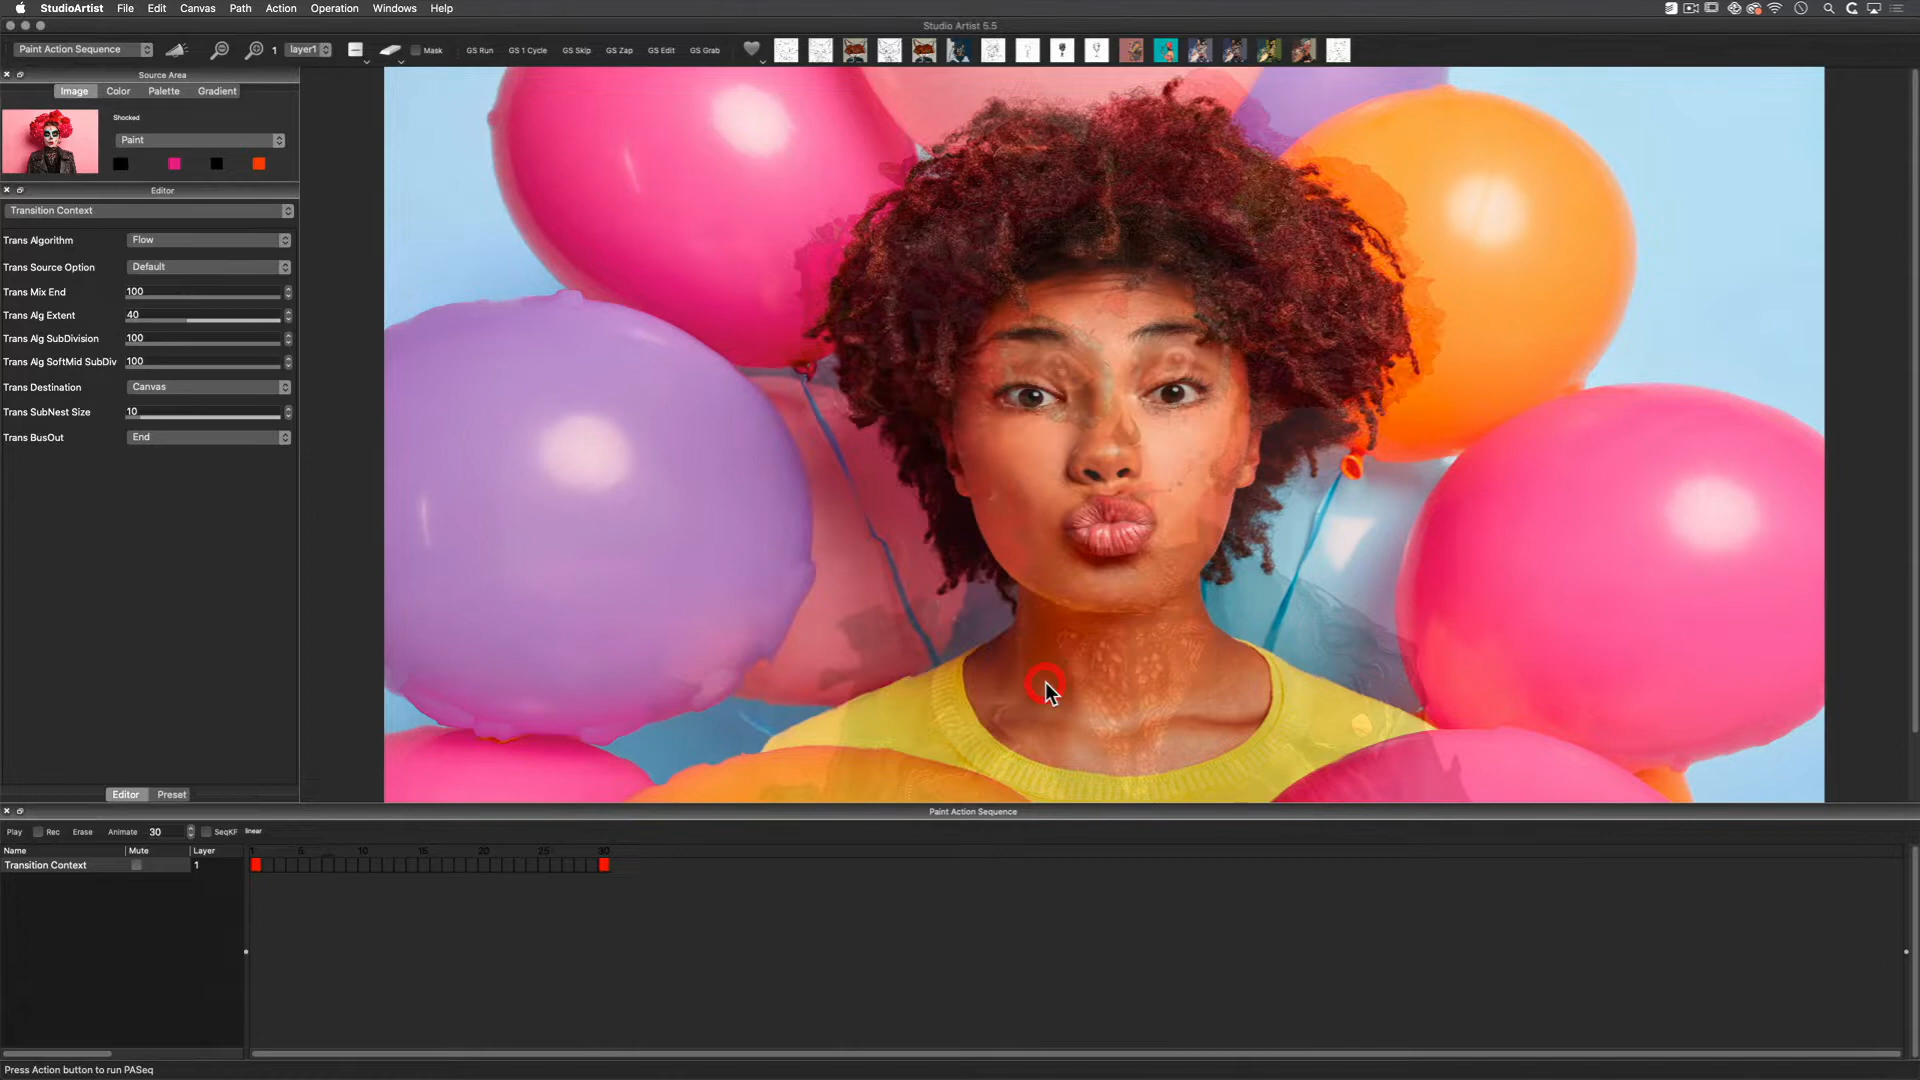 StudioArtist File Edit Canvas Path Action Operation Windows Help
Studio Artist 5.5
Paint Action Sequence 1 layer1 Mask GS Run GS 1 Cycle GS Skip GS Zap GS Edit GS Grab
Source Area
Image Color Palette Gradient
Shocked
Paint
Editor
Transition Context
Trans Algorithm Flow
Trans Source Option Default
Trans Mix End 100
Trans Alg Extent 40
Trans Alg SubDivision 100
Trans Alg SoftMid SubDiv 100
Trans Destination Canvas
Trans SubNest Size 10
Trans BusOut End
Editor Preset
Paint Action Sequence
Play Rec Erase Animate 30 SeqKF linear
Name Mute Layer 1 5 10 15 20 25 30
Transition Context 1
Press Action button to run PASeq